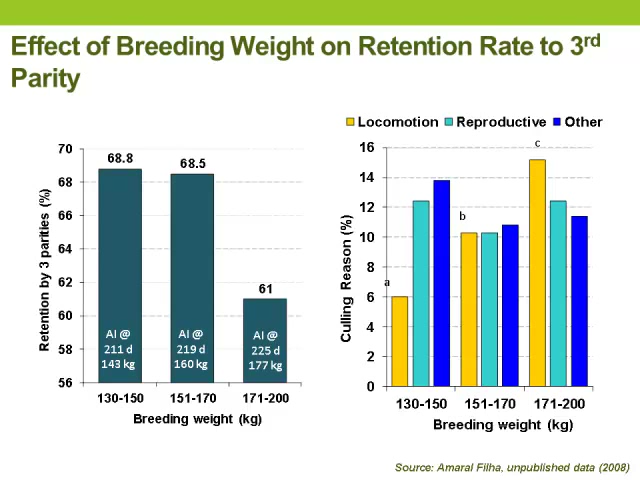 Effect of Breeding Weight on Retention Rate to 3rd
Parity
Retention by 3 parities (%)
70
68
66
64
62
60
58
56
68.8
68.5
61
AI @
211 d
143 kg
AI @
219 d
160 kg
AI @
225 d
177 kg
130-150 151-170 171-200
Breeding weight (kg)
Locomotion Reproductive Other
Culling Reason (%)
16
14
12
10
8
6
4
2
0
a
b
c
130-150 151-170 171-200
Breeding weight (kg)
Source: Amaral Filha, unpublished data (2008)